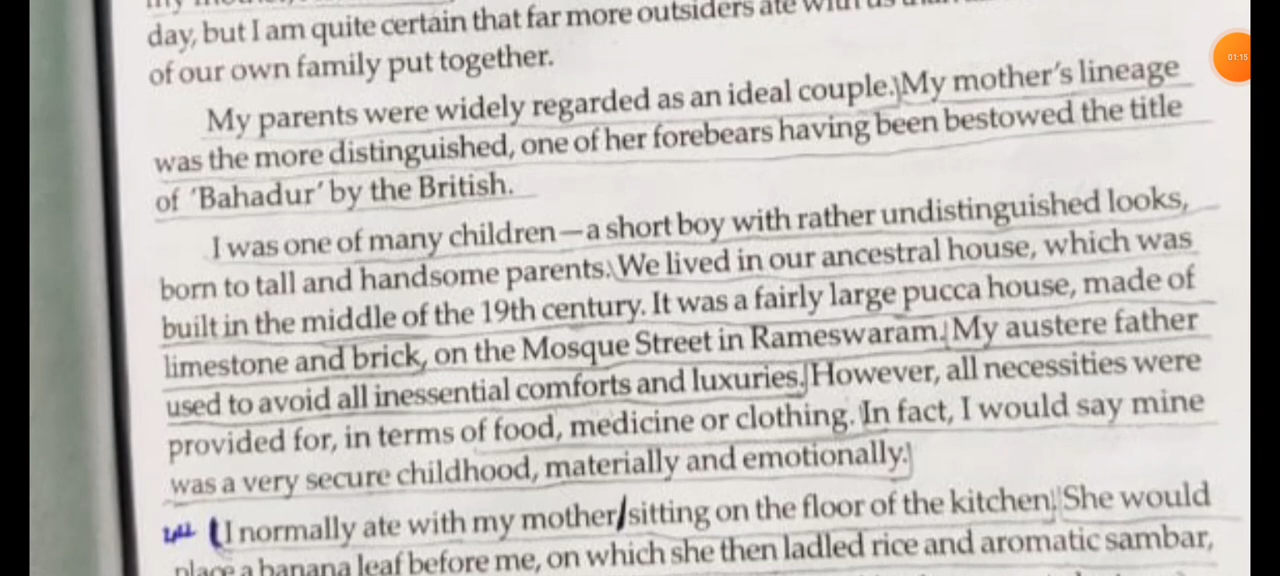 day, but I am quite certain that far more outsiders ate with us
of our own family put together.
My parents were widely regarded as an ideal couple. My mother's lineage
was the more distinguished, one of her forebears having been bestowed the title
of 'Bahadur' by the British.
I was one of many children—a short boy with rather undistinguished looks,
born to tall and handsome parents. We lived in our ancestral house, which was
built in the middle of the 19th century. It was a fairly large pucca house, made of
limestone and brick, on the Mosque Street in Rameswaram. My austere father
used to avoid all inessential comforts and luxuries. However, all necessities were
provided for, in terms of food, medicine or clothing. In fact, I would say mine
was a very secure childhood, materially and emotionally.
I normally ate with my mother/sitting on the floor of the kitchen. She would
place a banana leaf before me, on which she then ladled rice and aromatic sambar,
01:15